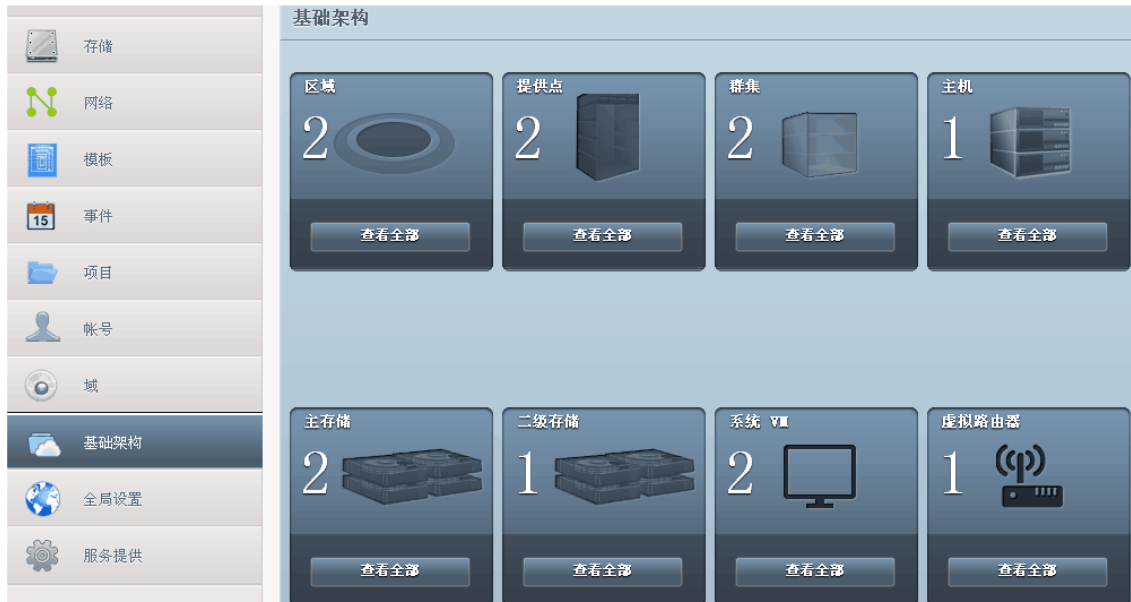 存储
网络
模板
15
事件
项目
帐号
域
基础架构
全局设置
服务提供
基础架构
区域
2
查看全部
提供点
2
查看全部
群集
2
查看全部
主机
1
查看全部
主存储
2
查看全部
二级存储
1
查看全部
系统 VM
2
查看全部
虚拟路由器
1
查看全部